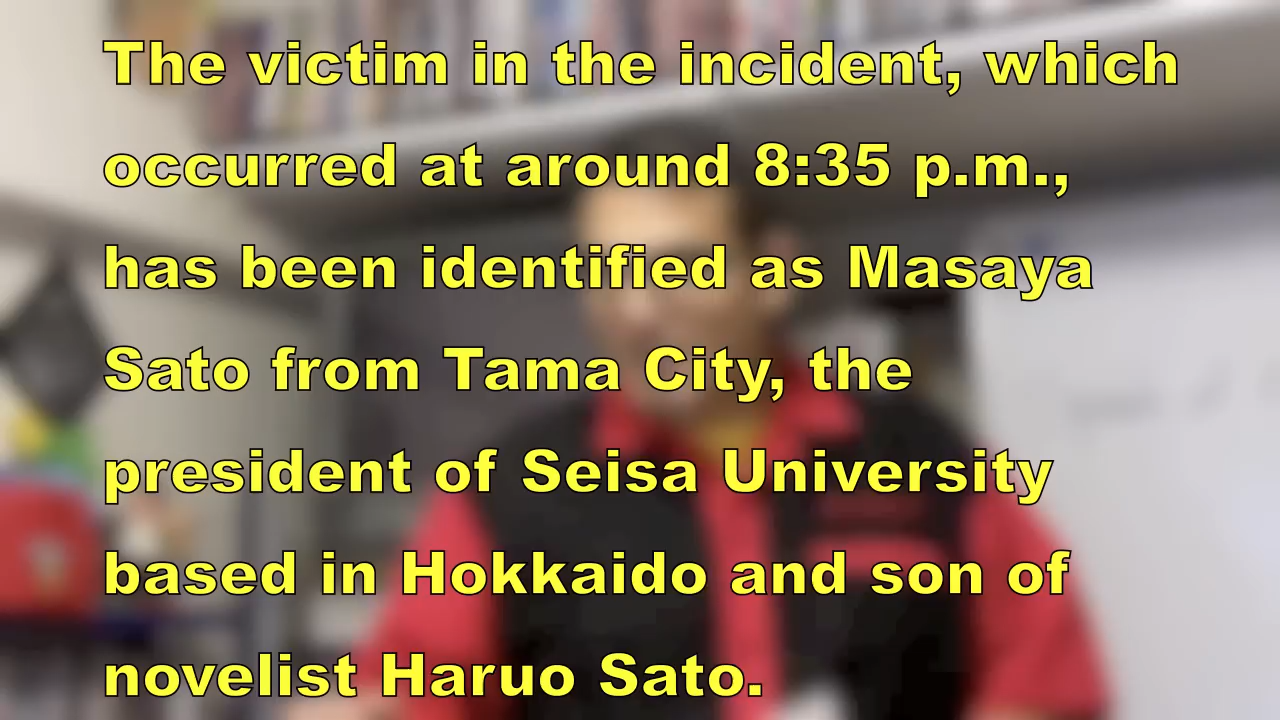 The victim in the incident, which
occurred at around 8:35 p.m.,
has been identified as Masaya
Sato from Tama City, the
president of Seisa University
based in Hokkaido and son of
novelist Haruo Sato.